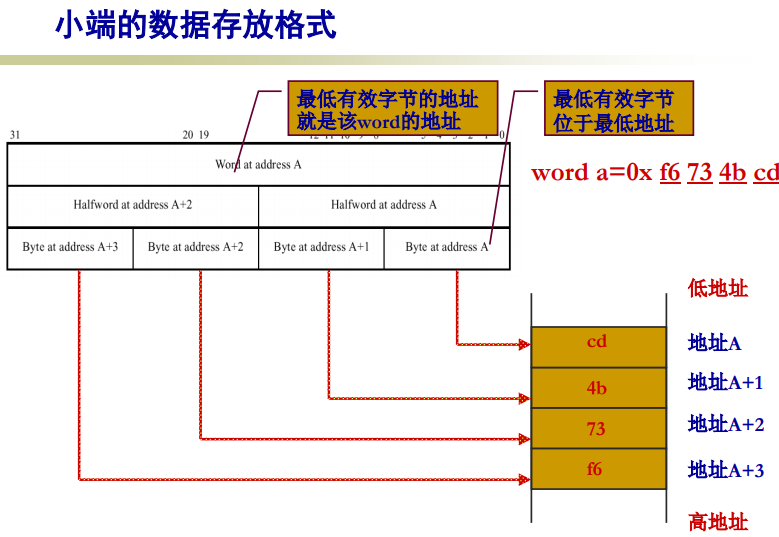 小端的数据存放格式
最低有效字节的地址
就是该word的地址
最低有效字节
位于最低地址
31
20 19
0
Word at address A
word a=0x f6 73 4b cd
Halfword at address A+2
Halfword at address A
Byte at address A+3
Byte at address A+2
Byte at address A+1
Byte at address A
低地址
cd
地址A
4b
地址A+1
73
地址A+2
f6
地址A+3
高地址